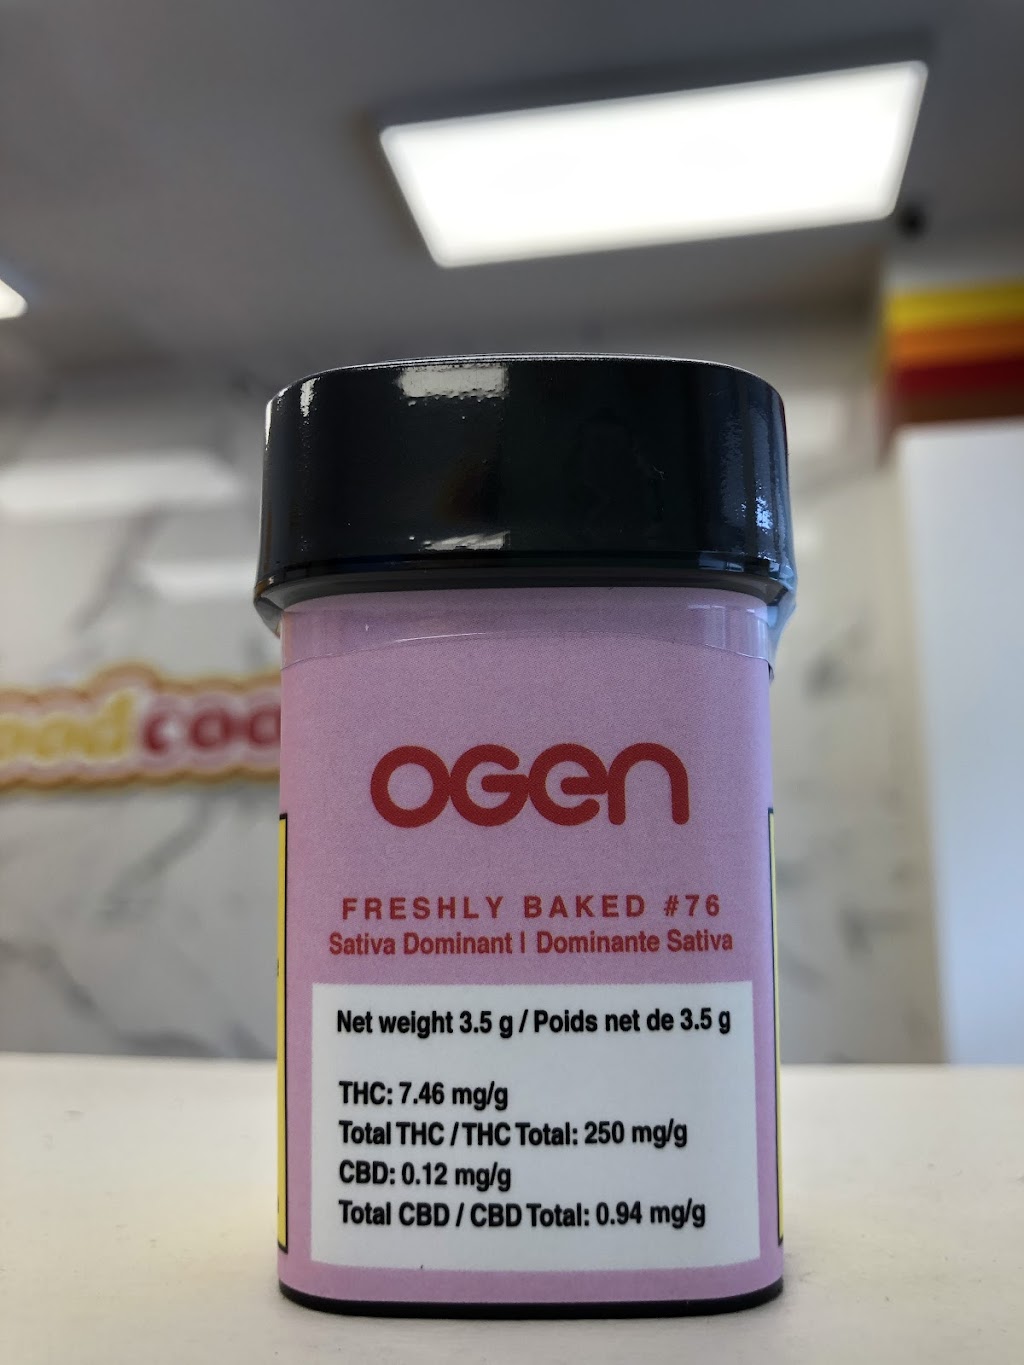 OGEN
FRESHLY BAKED #76
Sativa Dominant | Dominante Sativa
Net weight 3.5 g / Poids net de 3.5 g
THC: 7.46 mg/g
Total THC / THC Total: 250 mg/g
CBD: 0.12 mg/g
Total CBD / CBD Total: 0.94 mg/g